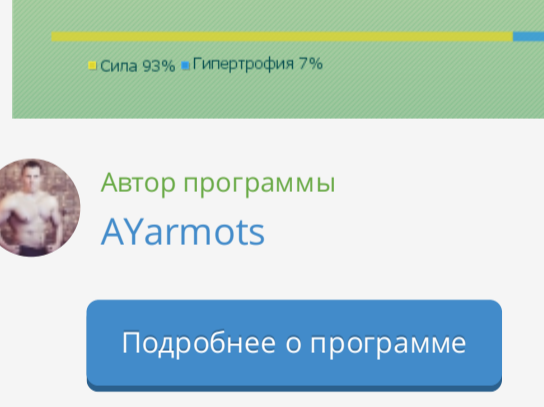 Сила 93% Гипертрофия 7%
Автор программы
AYarmots
Подробнее о программе